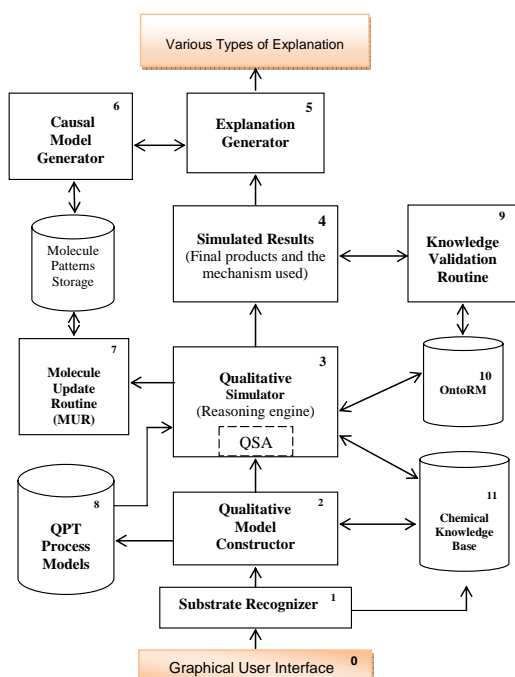 Various Types of Explanation
6
Causal
Model
Generator
5
Explanation
Generator
4
Simulated Results
(Final products and the
mechanism used)
9
Knowledge
Validation
Routine
Molecule
Patterns
Storage
7
Molecule
Update
Routine
(MUR)
3
Qualitative
Simulator
(Reasoning engine)
QSA
10
OntoRM
8
QPT
Process
Models
2
Qualitative
Model
Constructor
11
Chemical
Knowledge
Base
Substrate Recognizer 1
Graphical User Interface 0